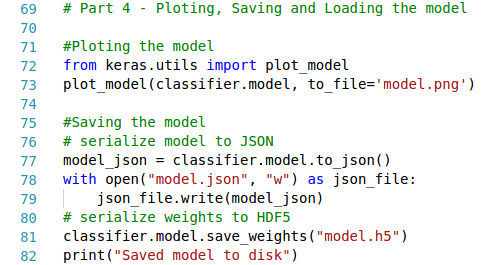 69 # Part 4 - Ploting, Saving and Loading the model
70
71 #Ploting the model
72 from keras.utils import plot_model
73 plot_model(classifier.model, to_file='model.png')
74
75 #Saving the model
76 # serialize model to JSON
77 model_json = classifier.model.to_json()
78 with open("model.json", "w") as json_file:
79     json_file.write(model_json)
80 # serialize weights to HDF5
81 classifier.model.save_weights("model.h5")
82 print("Saved model to disk")